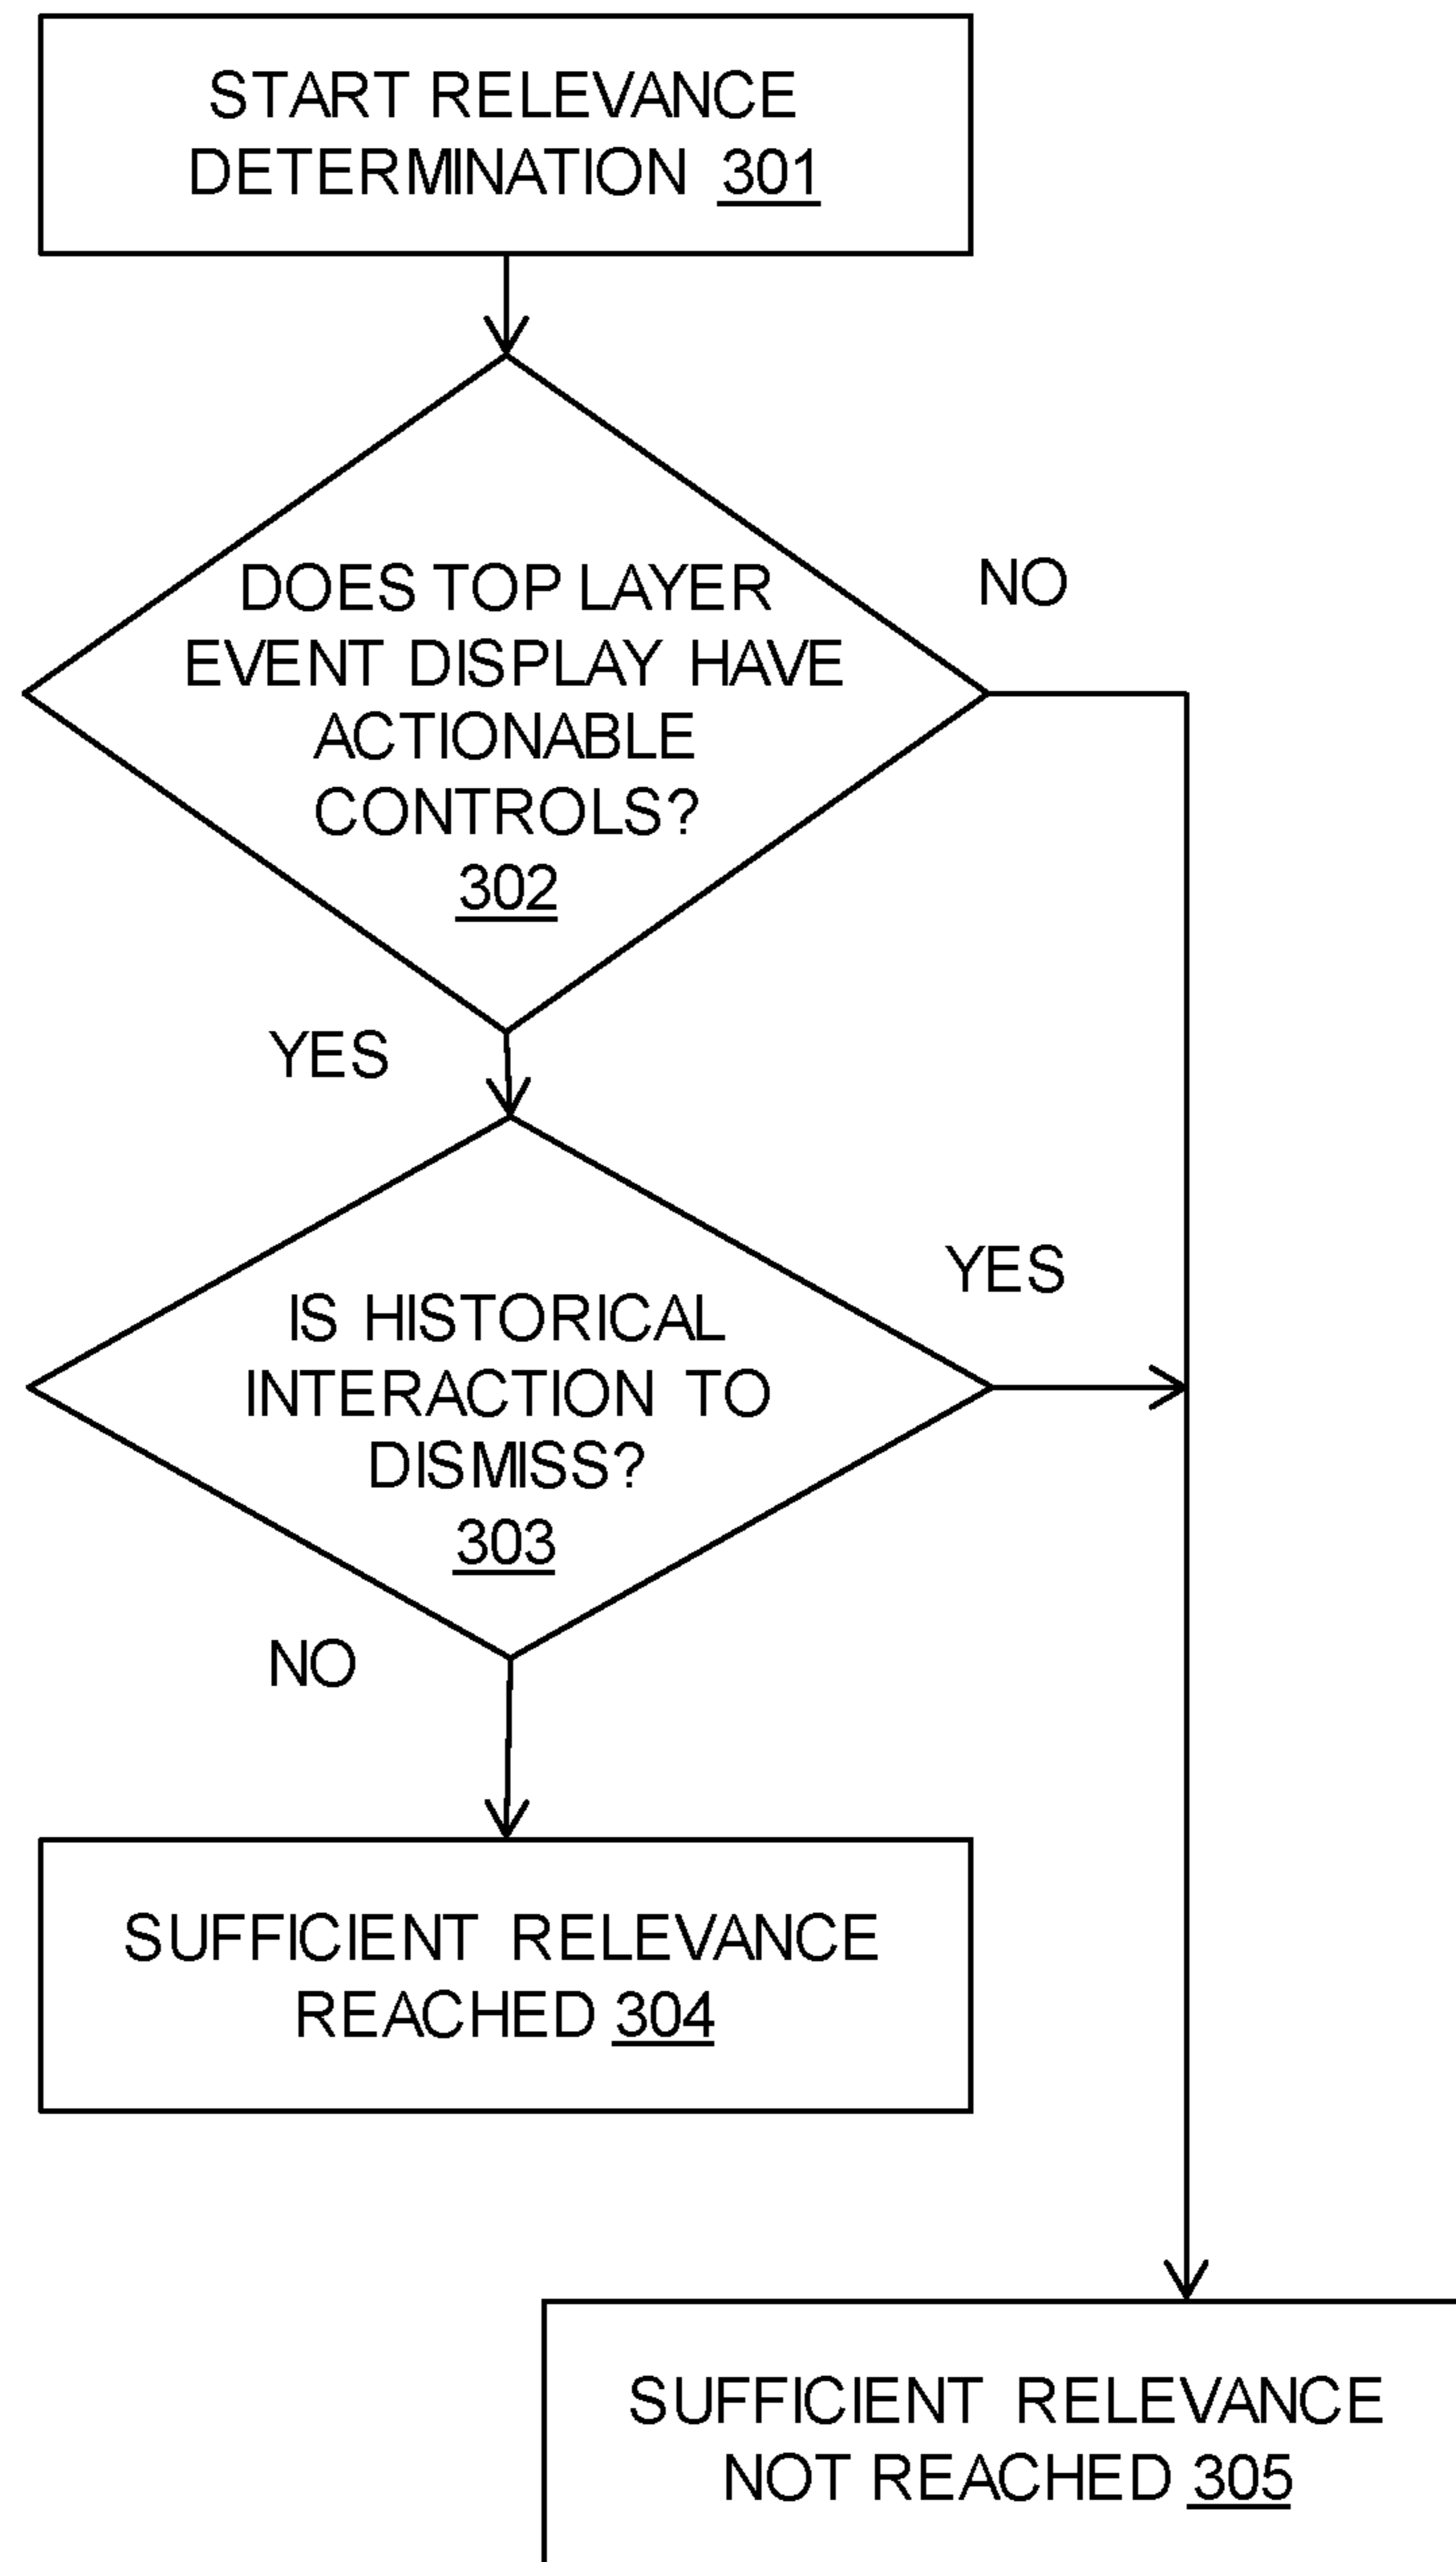 START RELEVANCE
DETERMINATION 301
DOES TOP LAYER
EVENT DISPLAY HAVE
ACTIONABLE
CONTROLS?
302
NO
YES
IS HISTORICAL
INTERACTION TO
DISMISS?
303
YES
NO
SUFFICIENT RELEVANCE
REACHED 304
SUFFICIENT RELEVANCE
NOT REACHED 305